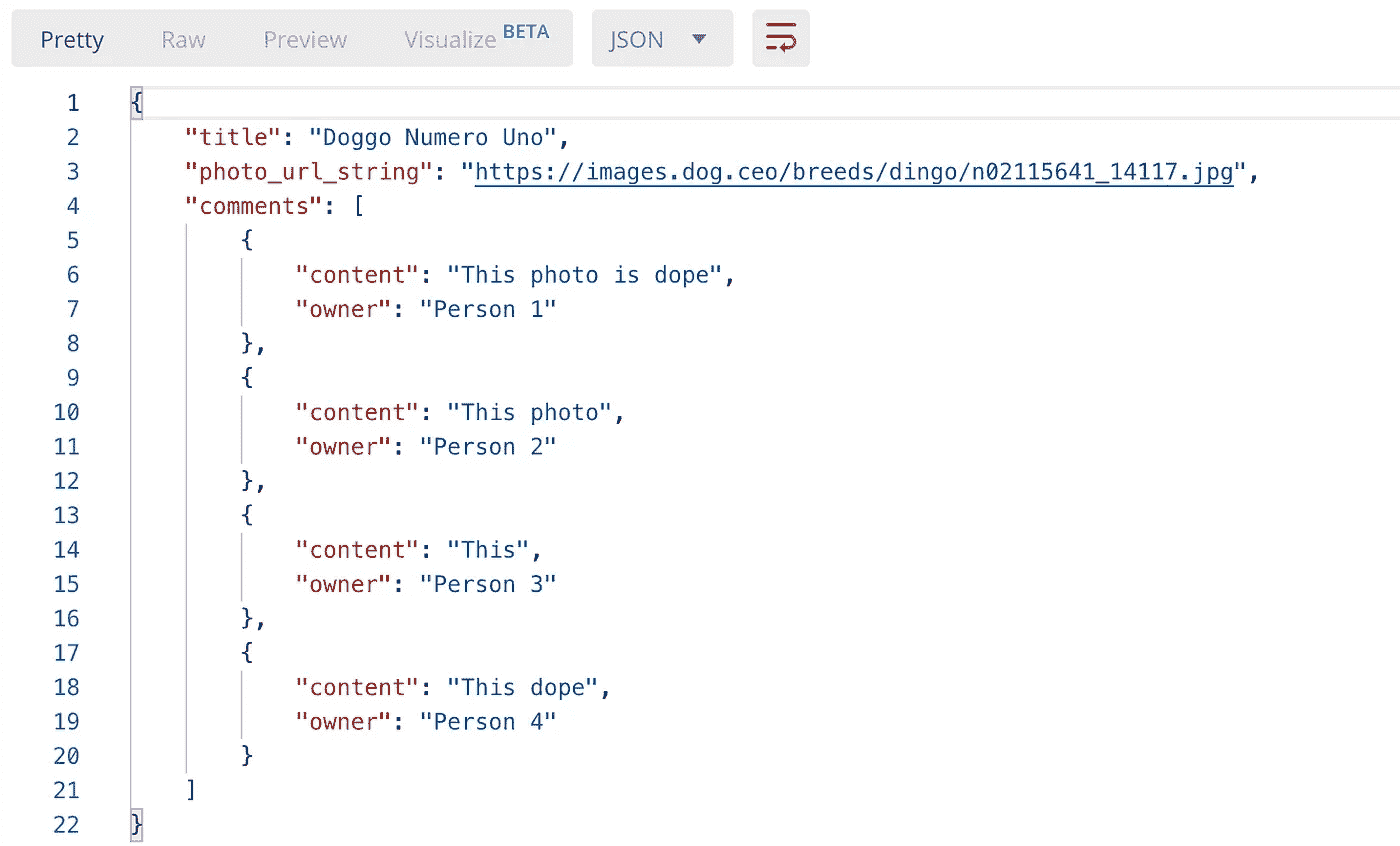 Pretty Raw Preview Visualize BETA JSON
1 {
2 "title": "Doggo Numero Uno",
3 "photo_url_string": "https://images.dog.ceo/breeds/dingo/n02115641_14117.jpg",
4 "comments": [
5 {
6 "content": "This photo is dope",
7 "owner": "Person 1"
8 },
9 {
10 "content": "This photo",
11 "owner": "Person 2"
12 },
13 {
14 "content": "This",
15 "owner": "Person 3"
16 },
17 {
18 "content": "This dope",
19 "owner": "Person 4"
20 }
21 ]
22 }